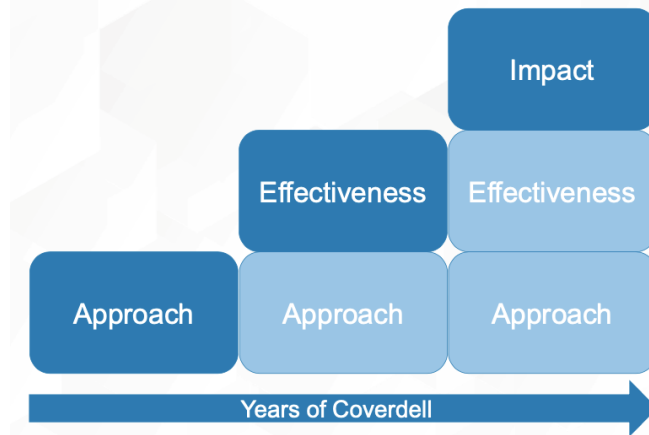 Impact
Effectiveness
Effectiveness
Approach
Approach
Approach
Years of Coverdell